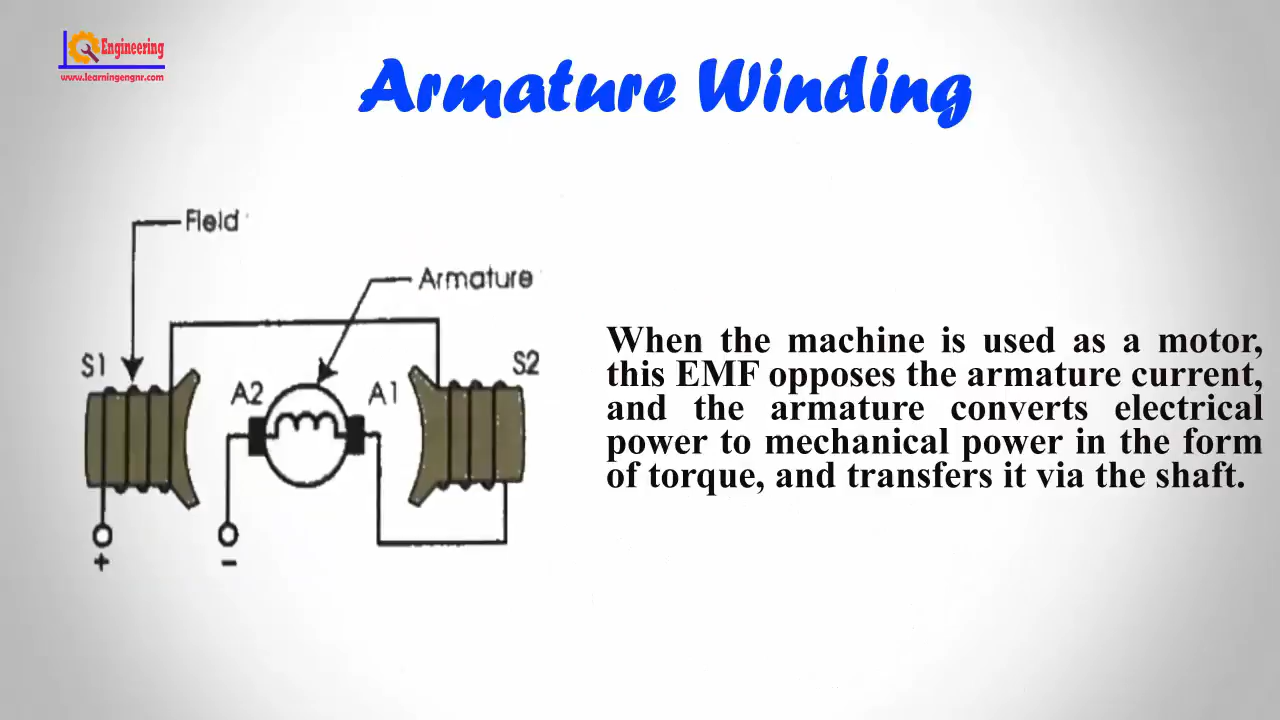 Engineering
www.learningengnr.com
Armature Winding
Field
Armature
S1
A2
A1
S2
When the machine is used as a motor,
this EMF opposes the armature current,
and the armature converts electrical
power to mechanical power in the form
of torque, and transfers it via the shaft.
+
-